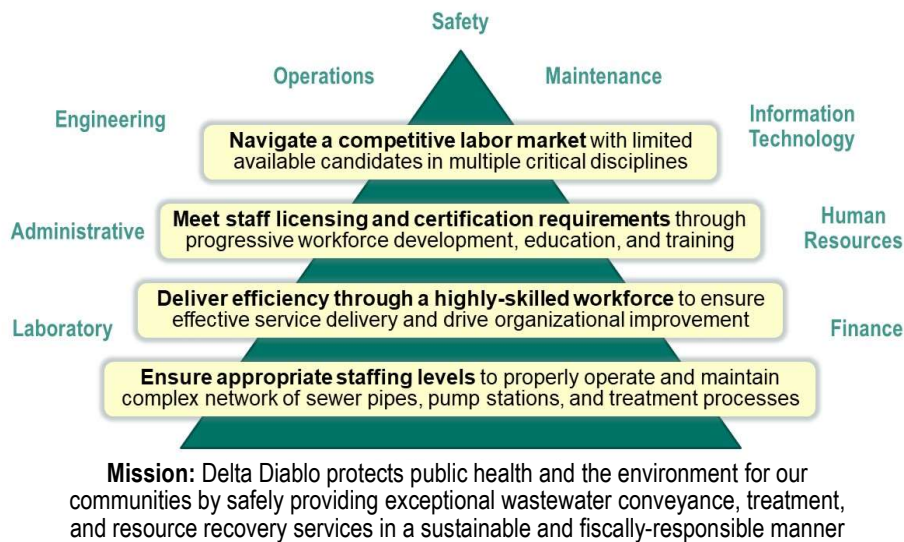 Safety
Operations
Maintenance
Engineering
Information
Technology
Navigate a competitive labor market with limited
available candidates in multiple critical disciplines
Administrative
Meet staff licensing and certification requirements through
progressive workforce development, education, and training
Human
Resources
Deliver efficiency through a highly-skilled workforce to ensure
effective service delivery and drive organizational improvement
Laboratory
Finance
Ensure appropriate staffing levels to properly operate and maintain
complex network of sewer pipes, pump stations, and treatment processes
Mission: Delta Diablo protects public health and the environment for our
communities by safely providing exceptional wastewater conveyance, treatment,
and resource recovery services in a sustainable and fiscally-responsible manner